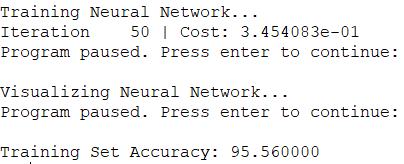 Training Neural Network...
Iteration    50 | Cost: 3.454083e-01
Program paused. Press enter to continue:
Visualizing Neural Network...
Program paused. Press enter to continue:
Training Set Accuracy: 95.560000